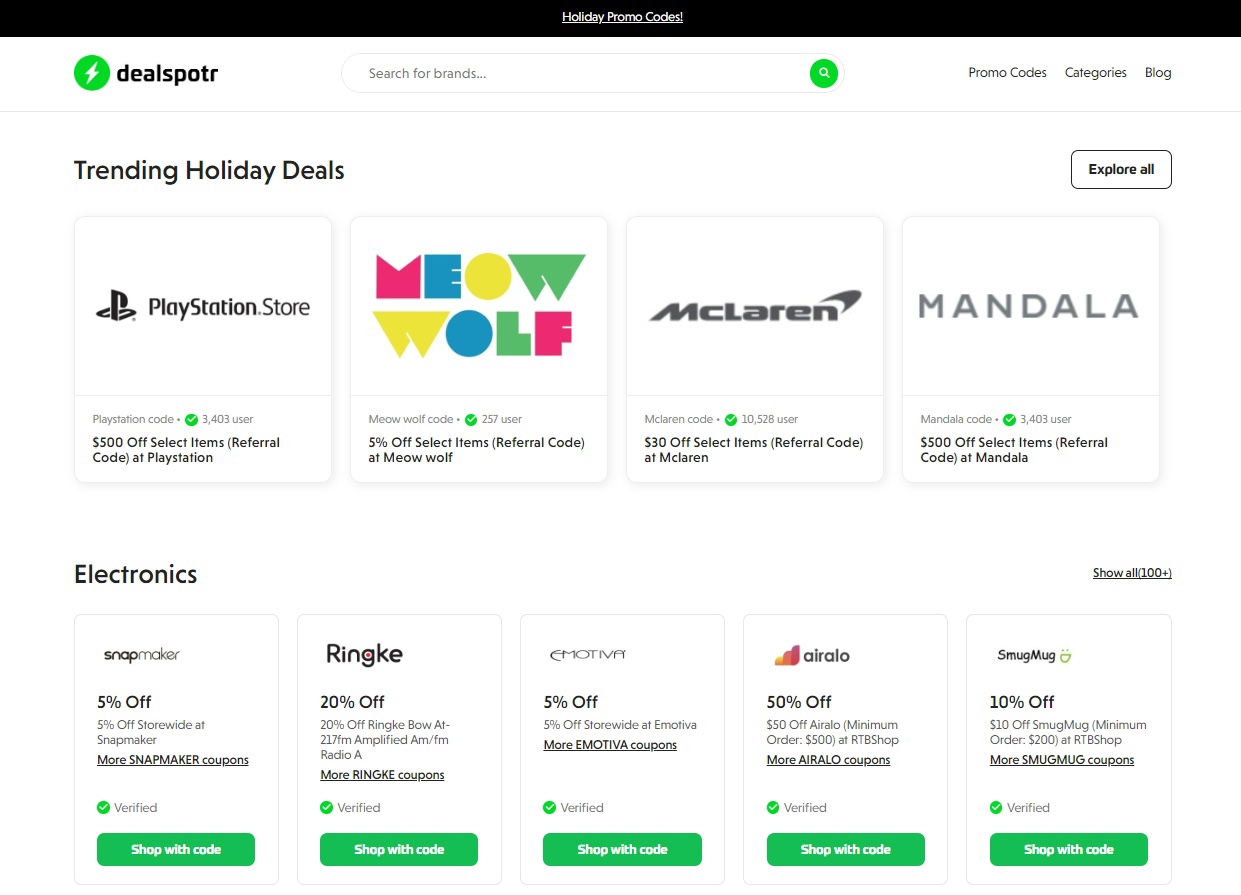 Holiday Promo Codes!
dealspotr
Search for brands...
Promo Codes
Categories
Blog
Trending Holiday Deals
Explore all
PlayStation.Store
Playstation code • 3,403 user
$500 Off Select Items (Referral
Code) at Playstation
MEOW
WOLF
Meow wolf code • 257 user
5% Off Select Items (Referral Code)
at Meow wolf
McLaren
Mclaren code • 10,528 user
$30 Off Select Items (Referral Code)
at Mclaren
MANDALA
Mandala code • 3,403 user
$500 Off Select Items (Referral
Code) at Mandala
Electronics
Show all(100+)
snapmaker
5% Off
5% Off Storewide at
Snapmaker
More SNAPMAKER coupons
Verified
Shop with code
Ringke
20% Off
20% Off Ringke Bow At-
217fm Amplified Am/fm
Radio A
More RINGKE coupons
Verified
Shop with code
EMOTIVA
5% Off
5% Off Storewide at Emotiva
More EMOTIVA coupons
Verified
Shop with code
airalo
50% Off
$50 Off Airalo (Minimum
Order: $500) at RTBShop
More AIRALO coupons
Verified
Shop with code
SmugMug
10% Off
$10 Off SmugMug (Minimum
Order: $200) at RTBShop
More SMUGMUG coupons
Verified
Shop with code